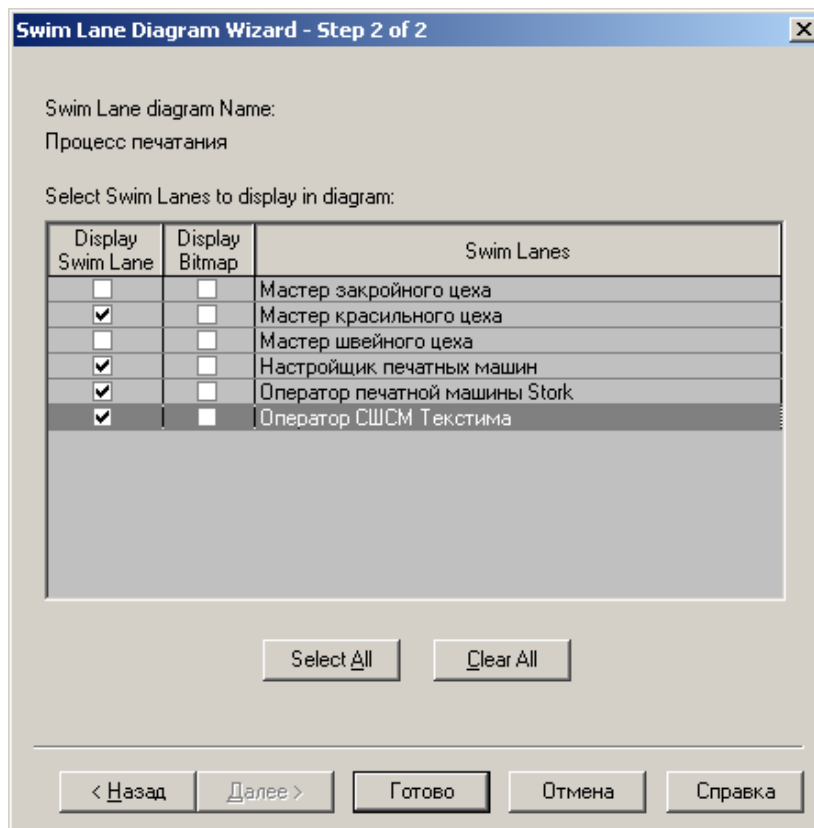 Swim Lane Diagram Wizard - Step 2 of 2
Swim Lane diagram Name:
Процесс печатания
Select Swim Lanes to display in diagram:
Display Swim Lane
Display Bitmap
Swim Lanes
Мастер закройного цеха
Мастер красильного цеха
Мастер швейного цеха
Настройщик печатных машин
Оператор печатной машины Stork
Оператор СШСМ Текстима
Select All
Clear All
< Назад
Далее >
Готово
Отмена
Справка